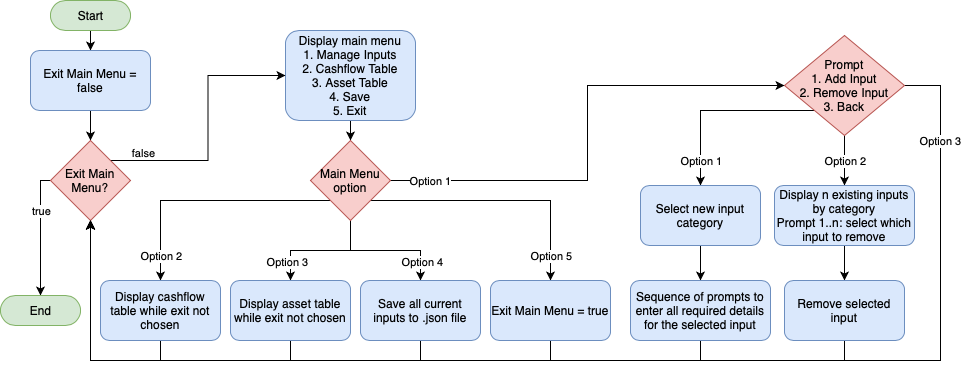 Start
Exit Main Menu =
false
Exit Main
Menu?
false
true
End
Display main menu
1. Manage Inputs
2. Cashflow Table
3. Asset Table
4. Save
5. Exit
Main Menu
option
Option 1
Option 2
Display cashflow
table while exit not
chosen
Option 3
Display asset table
while exit not chosen
Option 4
Save all current
inputs to .json file
Option 5
Exit Main Menu = true
Prompt
1. Add Input
2. Remove Input
3. Back
Option 1
Select new input
category
Sequence of prompts to
enter all required details
for the selected input
Option 2
Display n existing inputs
by category
Prompt 1..n: select which
input to remove
Remove selected
input
Option 3